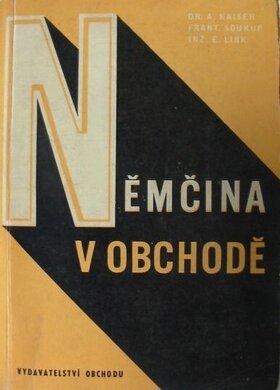 DR. A. KAISER
FRANT. SOUKUP
INŽ. E. LINK
NĚMČINA
V OBCHODĚ
VYDAVATELSTVÍ OBCHODU